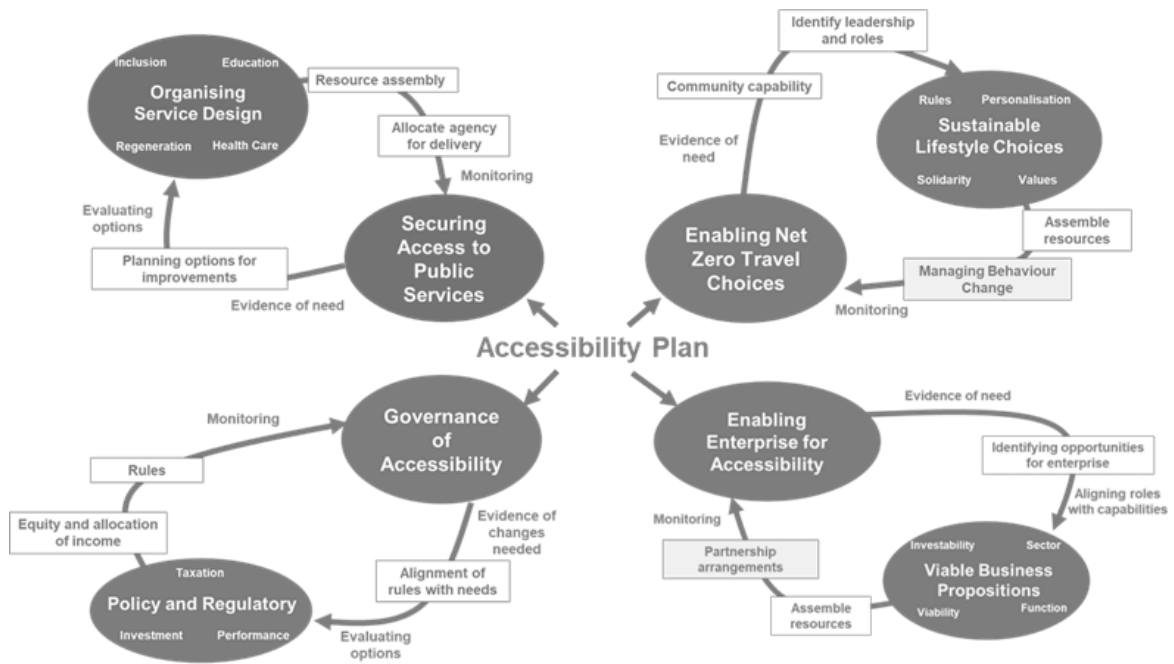 Inclusion
Education
Organising
Service Design
Regeneration
Health Care
Resource assembly
Allocate agency
for delivery
Monitoring
Securing
Access to
Public
Services
Evidence of need
Planning options for
improvements
Evaluating
options
Identify leadership
and roles
Community capability
Evidence of
need
Rules
Personalisation
Sustainable
Lifestyle Choices
Solidarity
Values
Assemble
resources
Managing Behaviour
Change
Monitoring
Enabling Net
Zero Travel
Choices
Accessibility Plan
Governance
of
Accessibility
Monitoring
Rules
Equity and allocation
of income
Taxation
Policy and Regulatory
Investment
Performance
Evidence of
changes
needed
Alignment of
rules with needs
Evaluating
options
Enabling
Enterprise for
Accessibility
Evidence of need
Identifying opportunities
for enterprise
Aligning roles
with capabilities
Investability
Sector
Viable Business
Propositions
Viability
Function
Assemble
resources
Partnership
arrangements
Monitoring